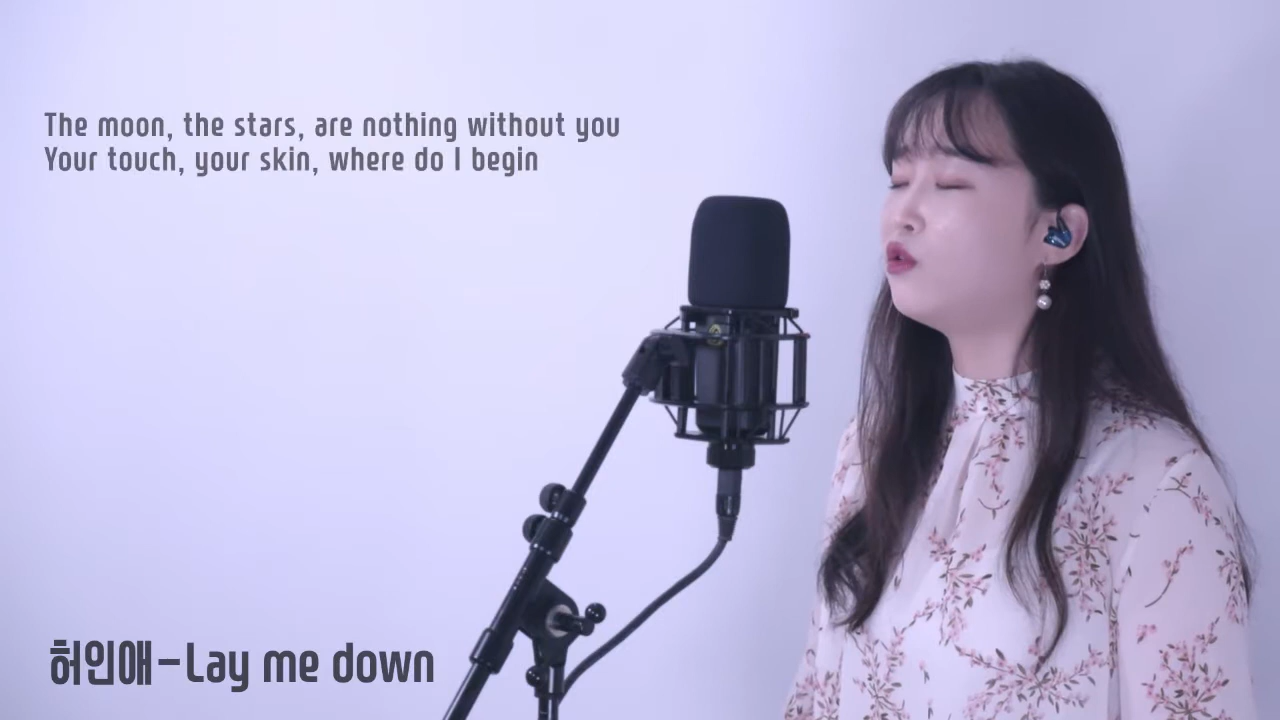 The moon, the stars, are nothing without you
Your touch, your skin, where do I begin
허인애-Lay me down